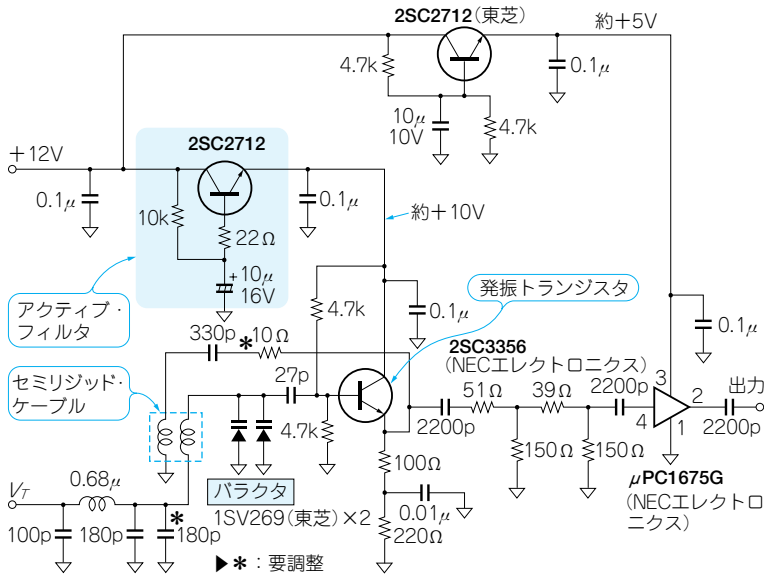 2SC2712(東芝)
約+5V
4.7k
0.1μ
10μ
10V
4.7k
2SC2712
+12V
0.1μ
0.1μ
10k
22Ω
約+10V
+10μ
16V
アクティブ・
フィルタ
4.7k
0.1μ
発振トランジスタ
330p
*
10Ω
2SC3356
(NECエレクトロニクス)
0.1μ
セミリジッド・
ケーブル
27p
51Ω
39Ω
2200p
3
2
出力
4
1
2200p
2200p
4.7k
150Ω
150Ω
100Ω
μPC1675G
(NECエレクトロ
ニクス)
VT
0.68μ
バラクタ
1SV269(東芝)×2
0.01μ
220Ω
100p
180p
*
180p
▶*:要調整